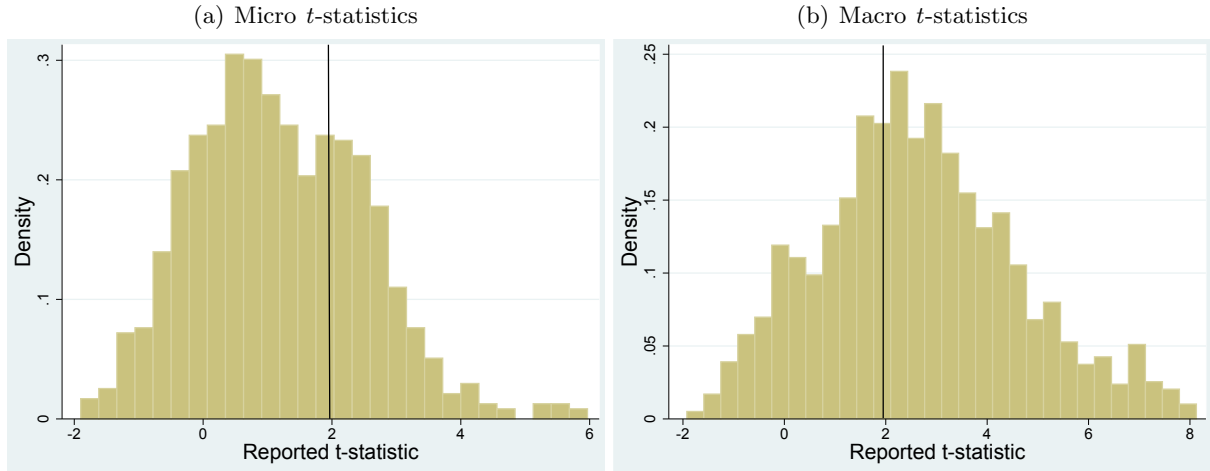 (a) Micro t-statistics
.3
.2
.1
0
Density
-2 0 2 4 6
Reported t-statistic
(b) Macro t-statistics
.25
.2
.15
.1
.05
0
Density
-2 0 2 4 6 8
Reported t-statistic